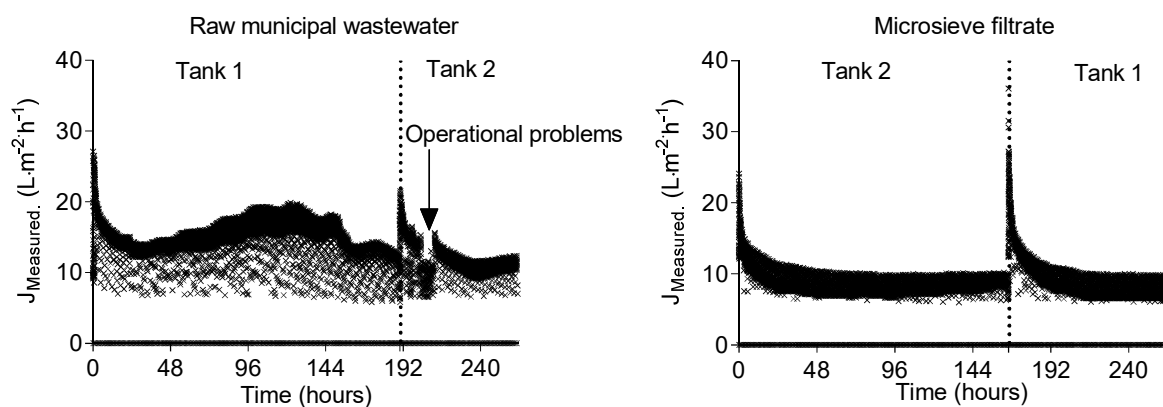 Raw municipal wastewater
40
Tank 1
Tank 2
30
Operational problems
20
10
0
J Measured. (L·m⁻²·h⁻¹)
0 48 96 144 192 240
Time (hours)
Microsieve filtrate
40
Tank 2
Tank 1
30
20
10
0
J Measured. (L·m⁻²·h⁻¹)
0 48 96 144 192 240
Time (hours)